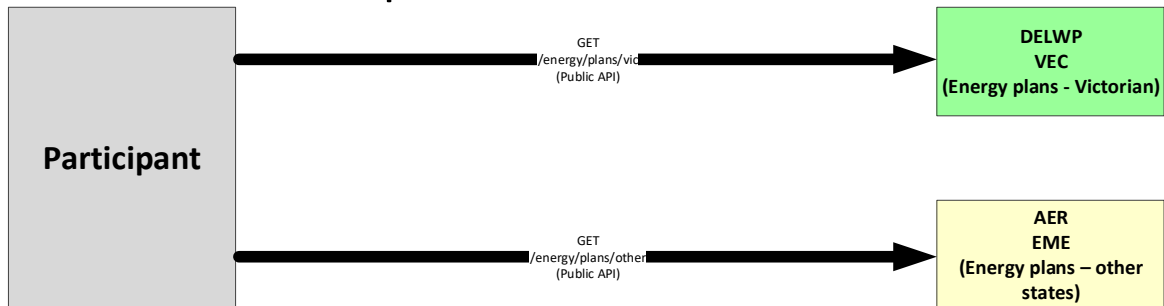 Participant
GET
/energy/plans/vic
(Public API)
DELWP
VEC
(Energy plans - Victorian)
GET
/energy/plans/other
(Public API)
AER
EME
(Energy plans – other
states)